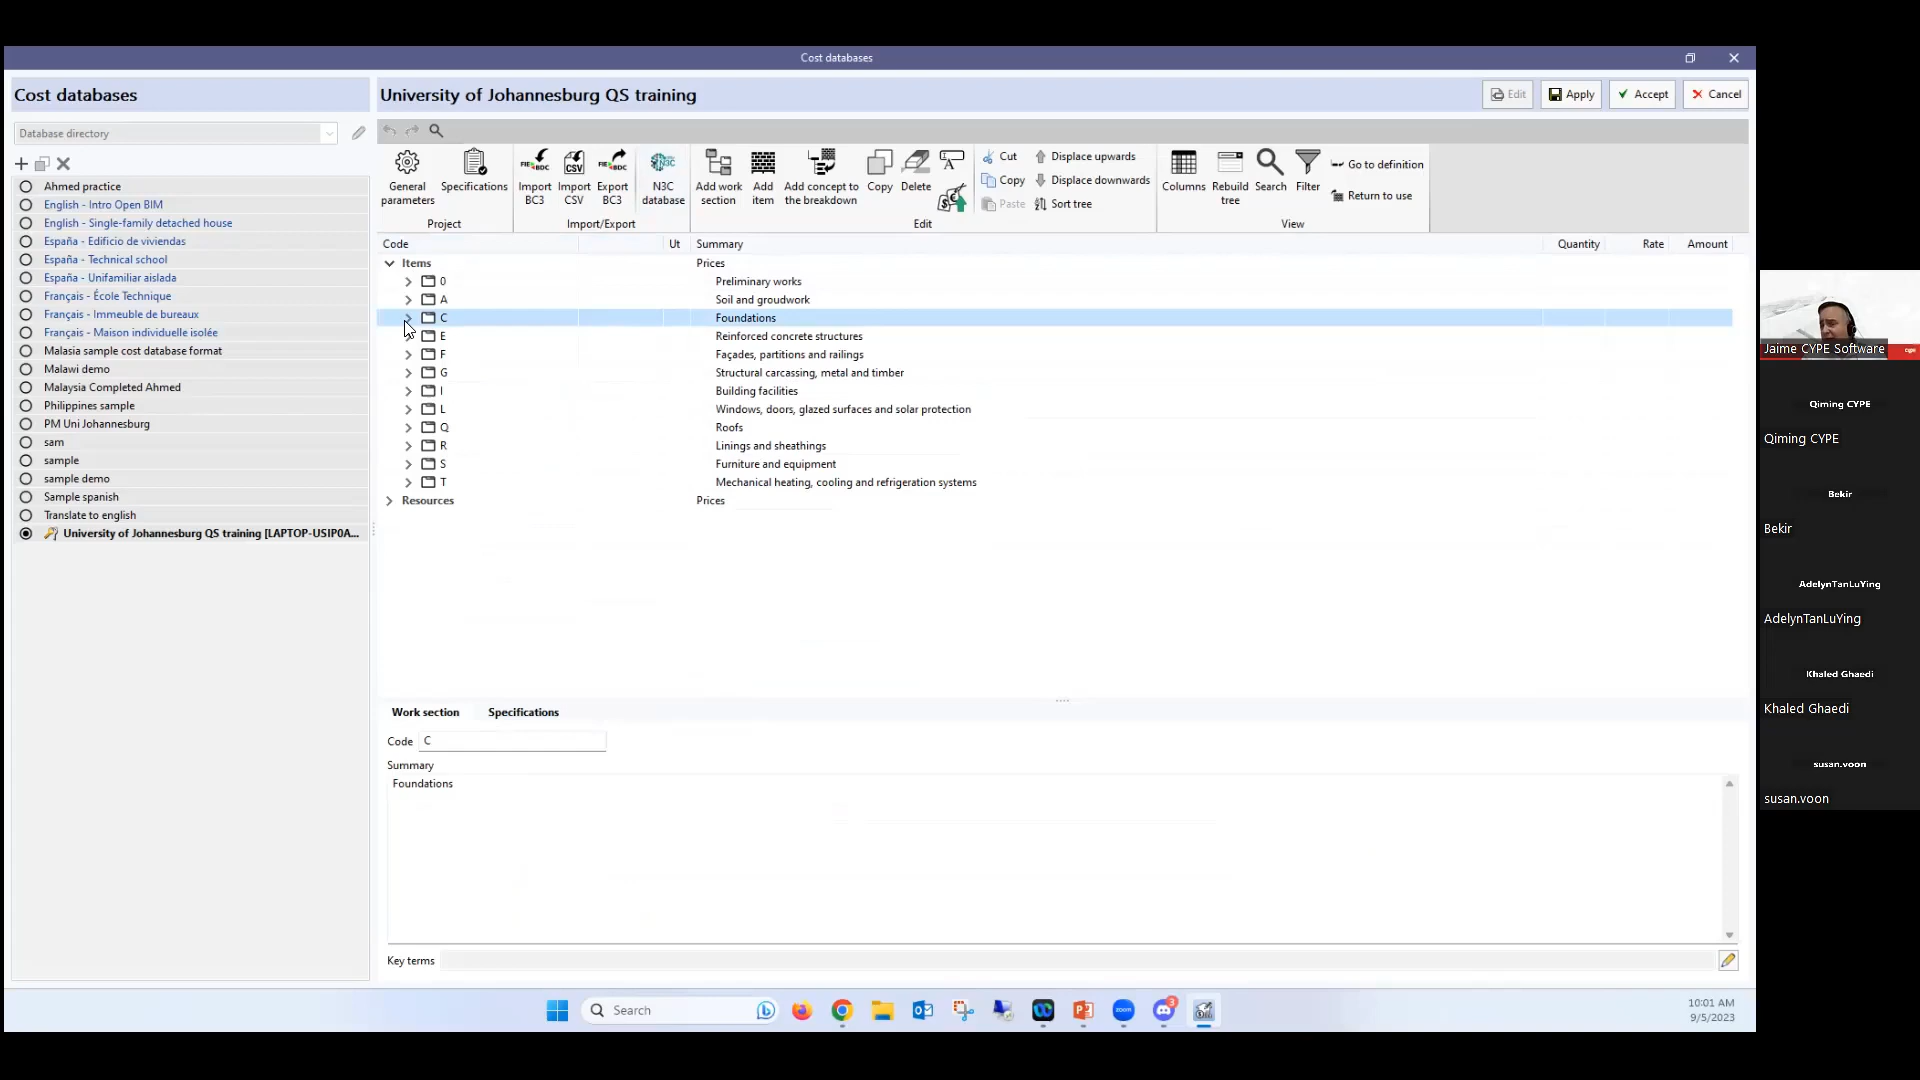 Cost databases
Cost databases
University of Johannesburg QS training
Edit
Apply
Accept
Cancel
Database directory
Ahmed practice
English - Intro Open BIM
English - Single-family detached house
España - Edificio de viviendas
España - Technical school
España - Unifamiliar aislada
Français - École Technique
Français - Immeuble de bureaux
Français - Maison individuelle isolée
Malasia sample cost database format
Malawi demo
Malaysia Completed Ahmed
Philippines sample
PM Uni Johannesburg
sam
sample
sample demo
Sample spanish
Translate to english
University of Johannesburg QS training [LAPTOP-USIP0A...
General parameters
Specifications
Project
FIE-BDC
Import BC3
CSV
Import CSV
FIE-BDC
Export BC3
Import/Export
N3C
N3C database
Add work section
Add item
Add concept to the breakdown
Copy
Delete
Cut
Copy
Paste
Displace upwards
Displace downwards
Sort tree
Edit
Columns
Rebuild tree
Search
Filter
Go to definition
Return to use
View
Code Ut Summary Quantity Rate Amount
Items Prices
0 Preliminary works
A Soil and groudwork
C Foundations
E Reinforced concrete structures
F Façades, partitions and railings
G Structural carcassing, metal and timber
I Building facilities
L Windows, doors, glazed surfaces and solar protection
Q Roofs
R Linings and sheathings
S Furniture and equipment
T Mechanical heating, cooling and refrigeration systems
Resources Prices
Work section Specifications
Code C
Summary
Foundations
Key terms
Search
3
10:01 AM
9/5/2023
Jaime CYPE Software
cype
Qiming CYPE
Qiming CYPE
Bekir
Bekir
AdelynTanLuYing
AdelynTanLuYing
Khaled Ghaedi
Khaled Ghaedi
susan.voon
susan.voon